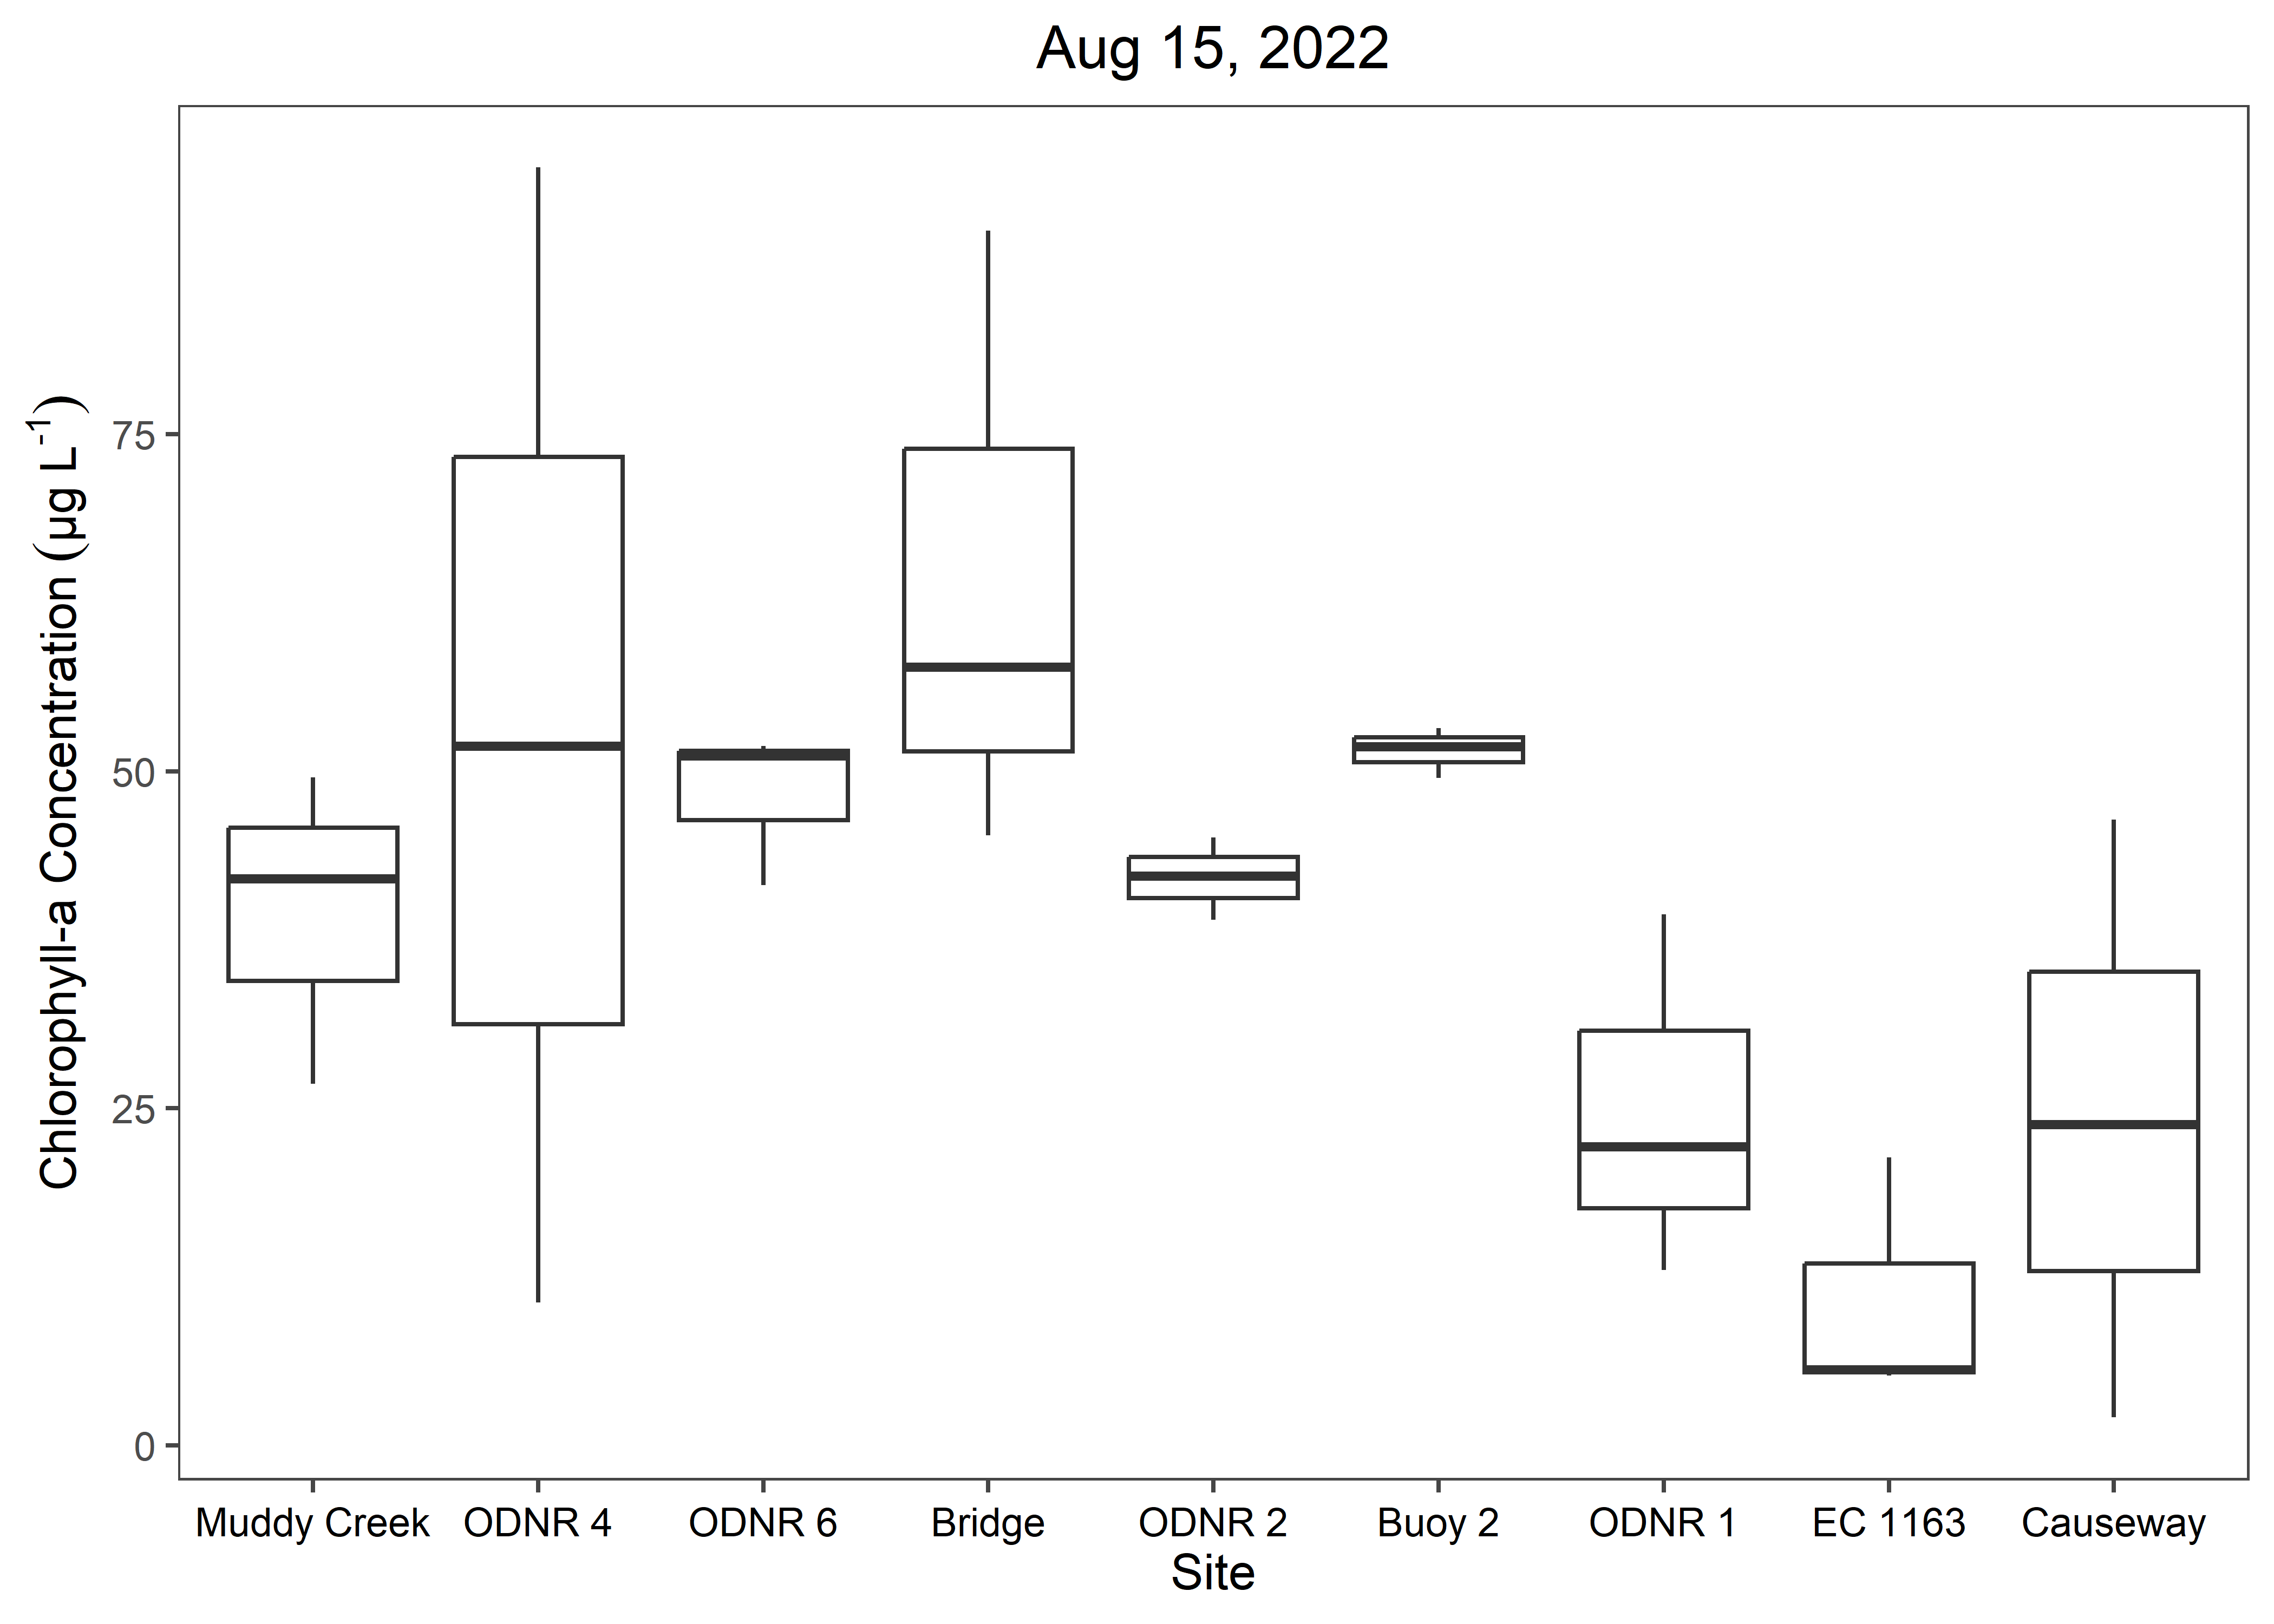 Aug 15, 2022
Chlorophyll-a Concentration (µg L⁻¹)
75
50
25
0
Muddy Creek ODNR 4 ODNR 6 Bridge ODNR 2 Buoy 2 ODNR 1 EC 1163 Causeway
Site